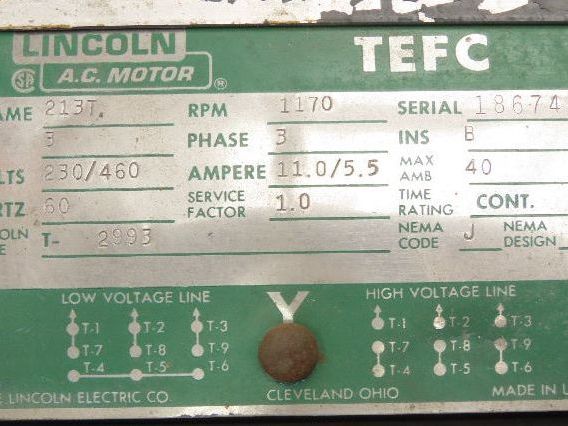 LINCOLN TEFC
SA A.C. MOTOR ®
AME 213T. RPM 1170 SERIAL 18674
3 PHASE 3 INS B
LTS 230/460 AMPERE 11.0/5.5 MAX AMB 40
RTZ 60 SERVICE FACTOR 1.0 TIME RATING CONT.
COLN E T- 2993 NEMA CODE J NEMA DESIGN
LOW VOLTAGE LINE Y HIGH VOLTAGE LINE
T-1 T-2 T-3 T-1 T-2 T-3
T-7 T-8 T-9 T-7 T-8 T-9
T-4 T-5 T-6 T-4 T-5 T-6
E LINCOLN ELECTRIC CO. CLEVELAND OHIO MADE IN U